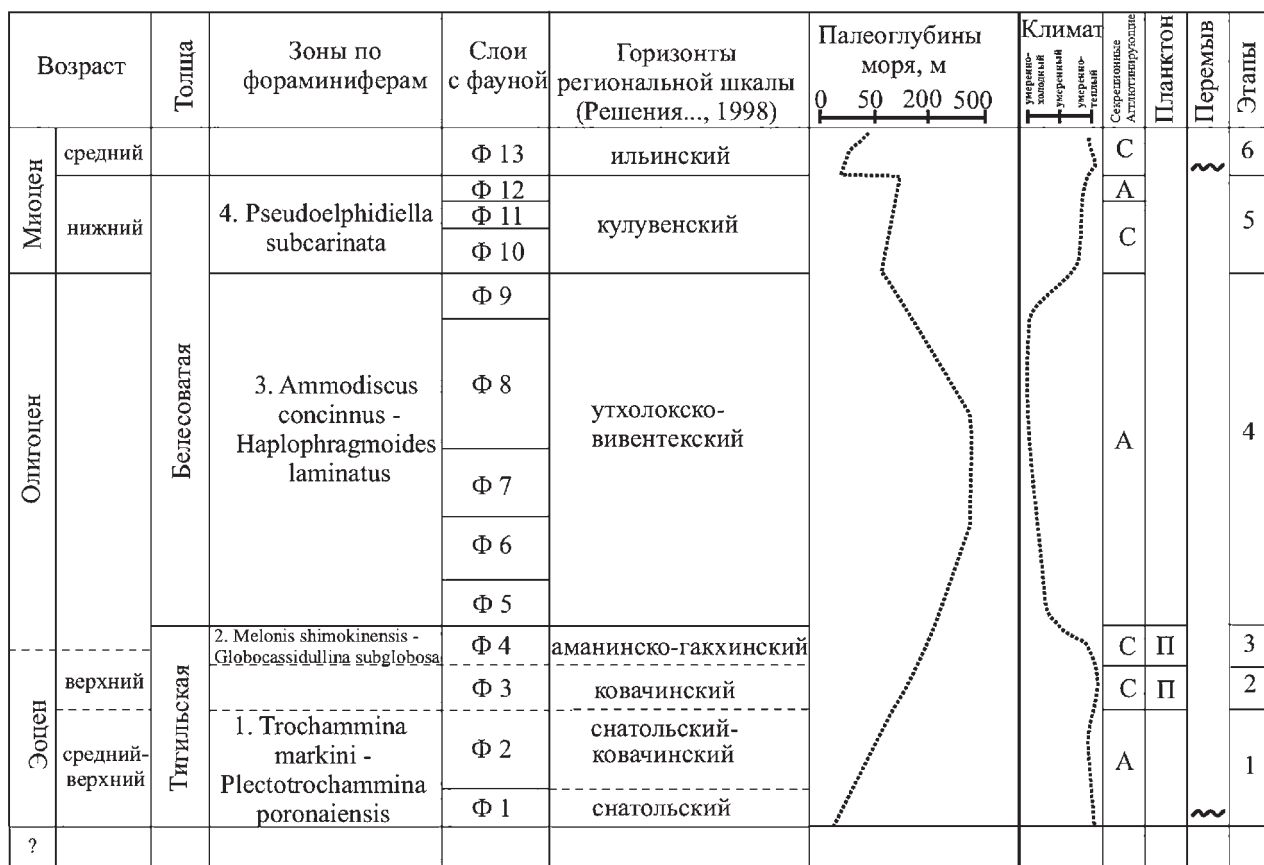 Возраст
Толща
Зоны по
фораминиферам
Слои
с фауной
Горизонты
региональной шкалы
(Решения..., 1998)
Палеоглубины
моря, м
0 50 200 500
Климат
умеренно-
холодный
умеренный
умеренно-
теплый
Секреционные
Агглютинирующие
Планктон
Перемыв
Этапы
Миоцен
средний
Ф 13
ильинский
С
6
нижний
4. Pseudoelphidiella
subcarinata
Ф 12
Ф 11
Ф 10
кулувенский
А
С
5
Олигоцен
Белесоватая
3. Ammodiscus
concinnus -
Haplophragmoides
laminatus
Ф 9
Ф 8
Ф 7
Ф 6
Ф 5
утхолокско-
вивентекский
А
4
Тигильская
2. Melonis shimokinensis -
Globocassidullina subglobosa
Ф 4
аманинско-гакхинский
С
П
3
Эоцен
верхний
Ф 3
ковачинский
С
П
2
средний-
верхний
1. Trochammina
markini -
Plectotrochammina
poronaiensis
Ф 2
снатольский-
ковачинский
А
1
Ф 1
снатольский
?